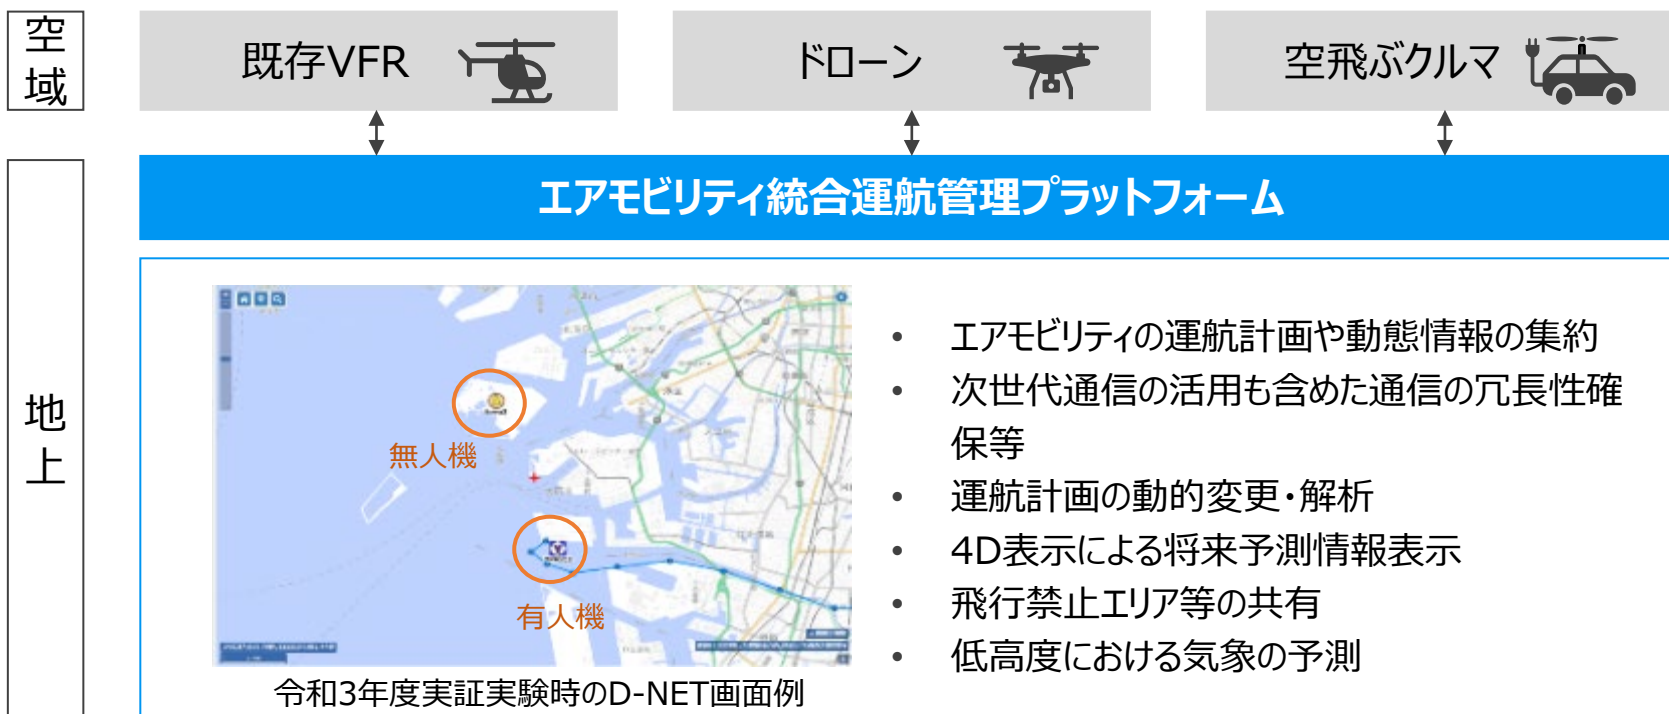 空域
既存VFR
ドローン
空飛ぶクルマ
地上
エアモビリティ統合運航管理プラットフォーム
無人機
有人機
令和3年度実証実験時のD-NET画面例
• エアモビリティの運航計画や動態情報の集約
• 次世代通信の活用も含めた通信の冗長性確
保等
• 運航計画の動的変更・解析
• 4D表示による将来予測情報表示
• 飛行禁止エリア等の共有
• 低高度における気象の予測